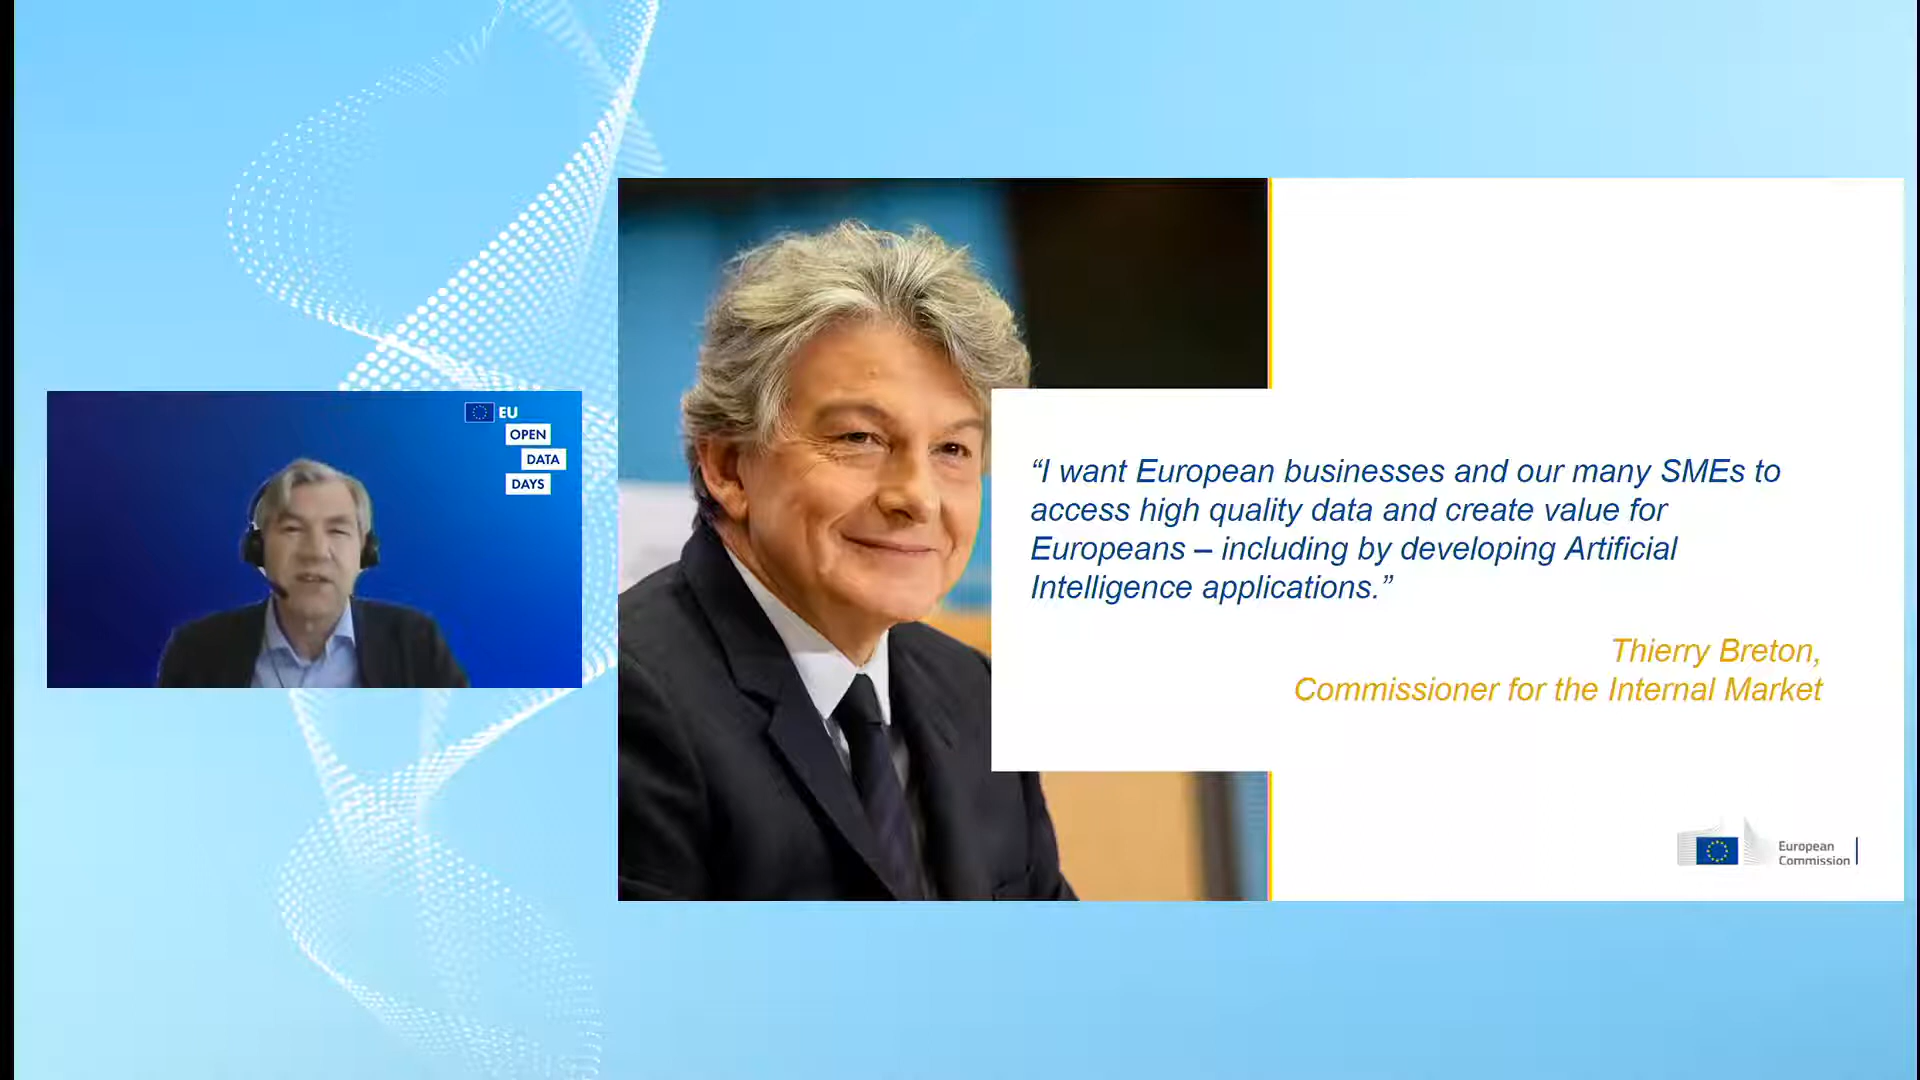 EU
OPEN
DATA
DAYS
“I want European businesses and our many SMEs to
access high quality data and create value for
Europeans – including by developing Artificial
Intelligence applications.”
Thierry Breton,
Commissioner for the Internal Market
European
Commission